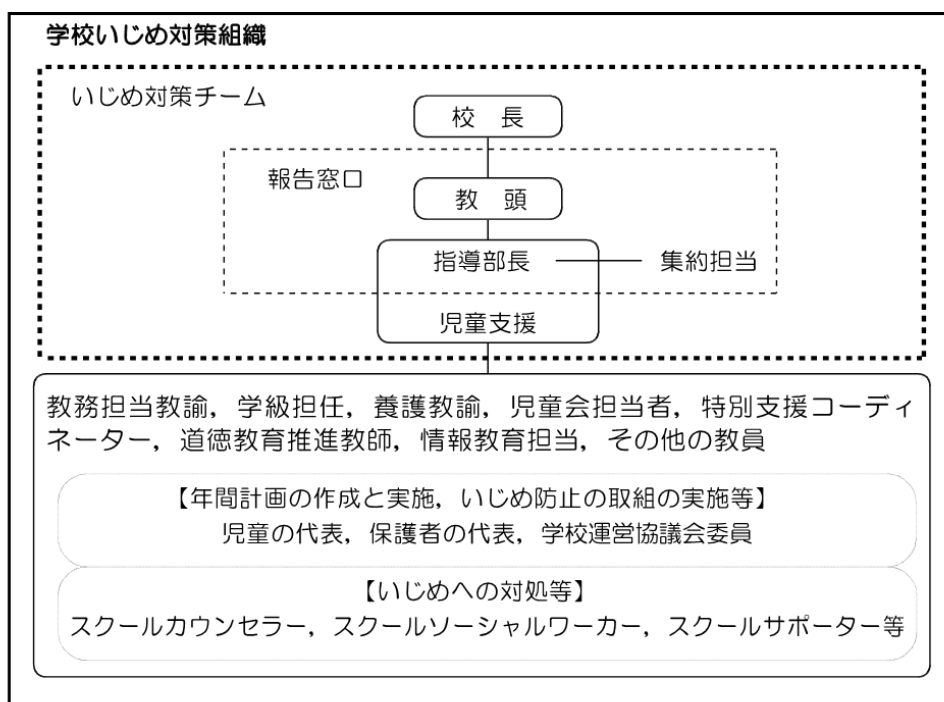 学校いじめ対策組織
いじめ対策チーム
校　長
報告窓口
教　頭
指導部長
集約担当
児童支援
教務担当教諭，学級担任，養護教諭，児童会担当者，特別支援コーディ
ネーター，道徳教育推進教師，情報教育担当，その他の教員
【年間計画の作成と実施，いじめ防止の取組の実施等】
児童の代表，保護者の代表，学校運営協議会委員
【いじめへの対処等】
スクールカウンセラー，スクールソーシャルワーカー，スクールサポーター等